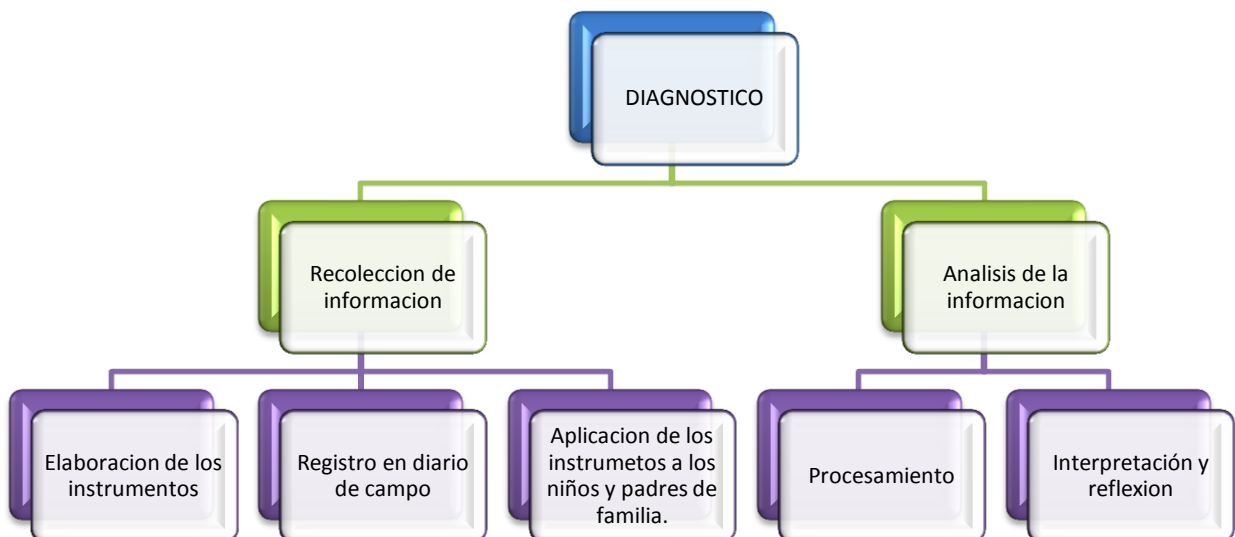 DIAGNOSTICO
Recoleccion de
informacion
Analisis de la
informacion
Elaboracion de los
instrumentos
Registro en diario
de campo
Aplicacion de los
instrumetos a los
niños y padres de
familia.
Procesamiento
Interpretación y
reflexion